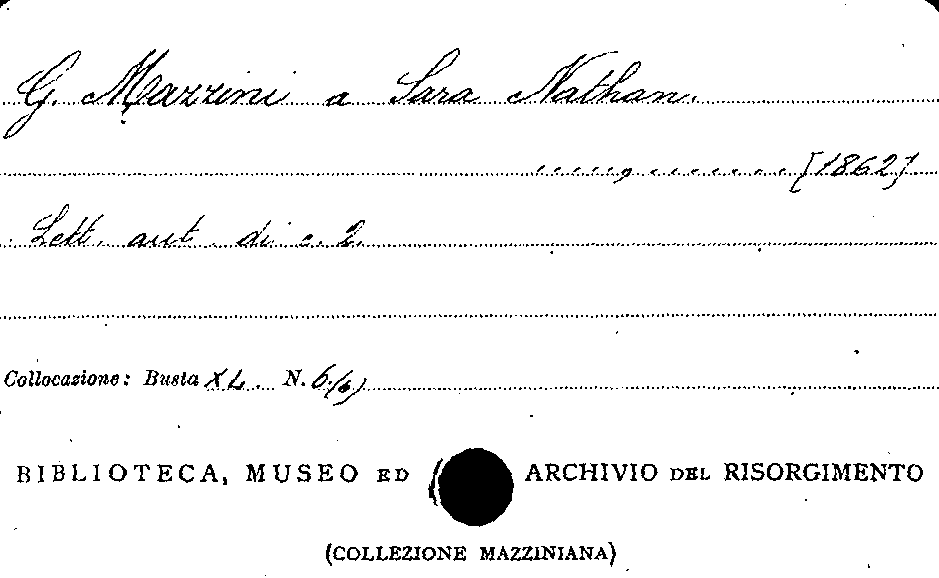 G. Mazzini a Sara Nathan.
......, ....... [1862]
Lett. aut. di c. 2.
Collocazione: Busta XL. N. 6/(6)
BIBLIOTECA, MUSEO ED ARCHIVIO DEL RISORGIMENTO
(COLLEZIONE MAZZINIANA)